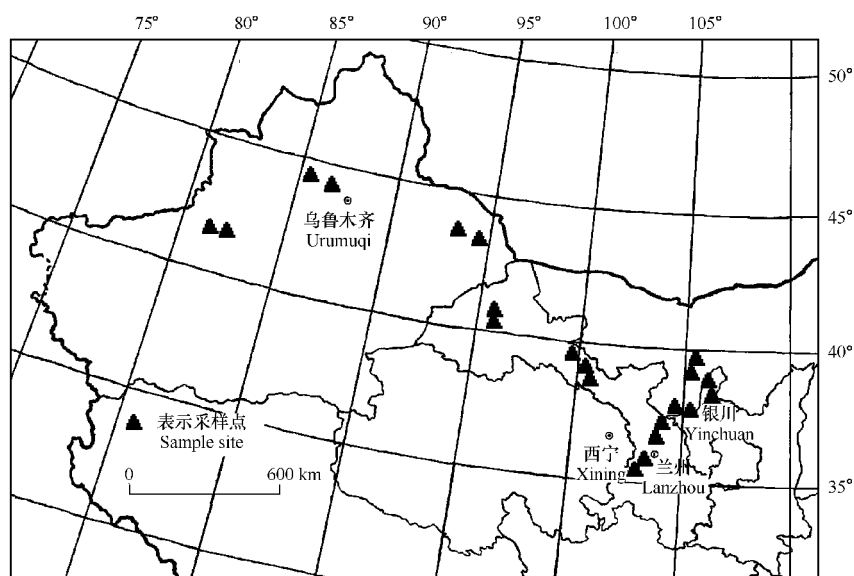 75° 80° 85° 90° 95° 100° 105°
50°
45°
40°
35°
乌鲁木齐
Urumuqi
表示采样点
Sample site
0 600 km
银川
Yinchuan
西宁
Xining
兰州
Lanzhou